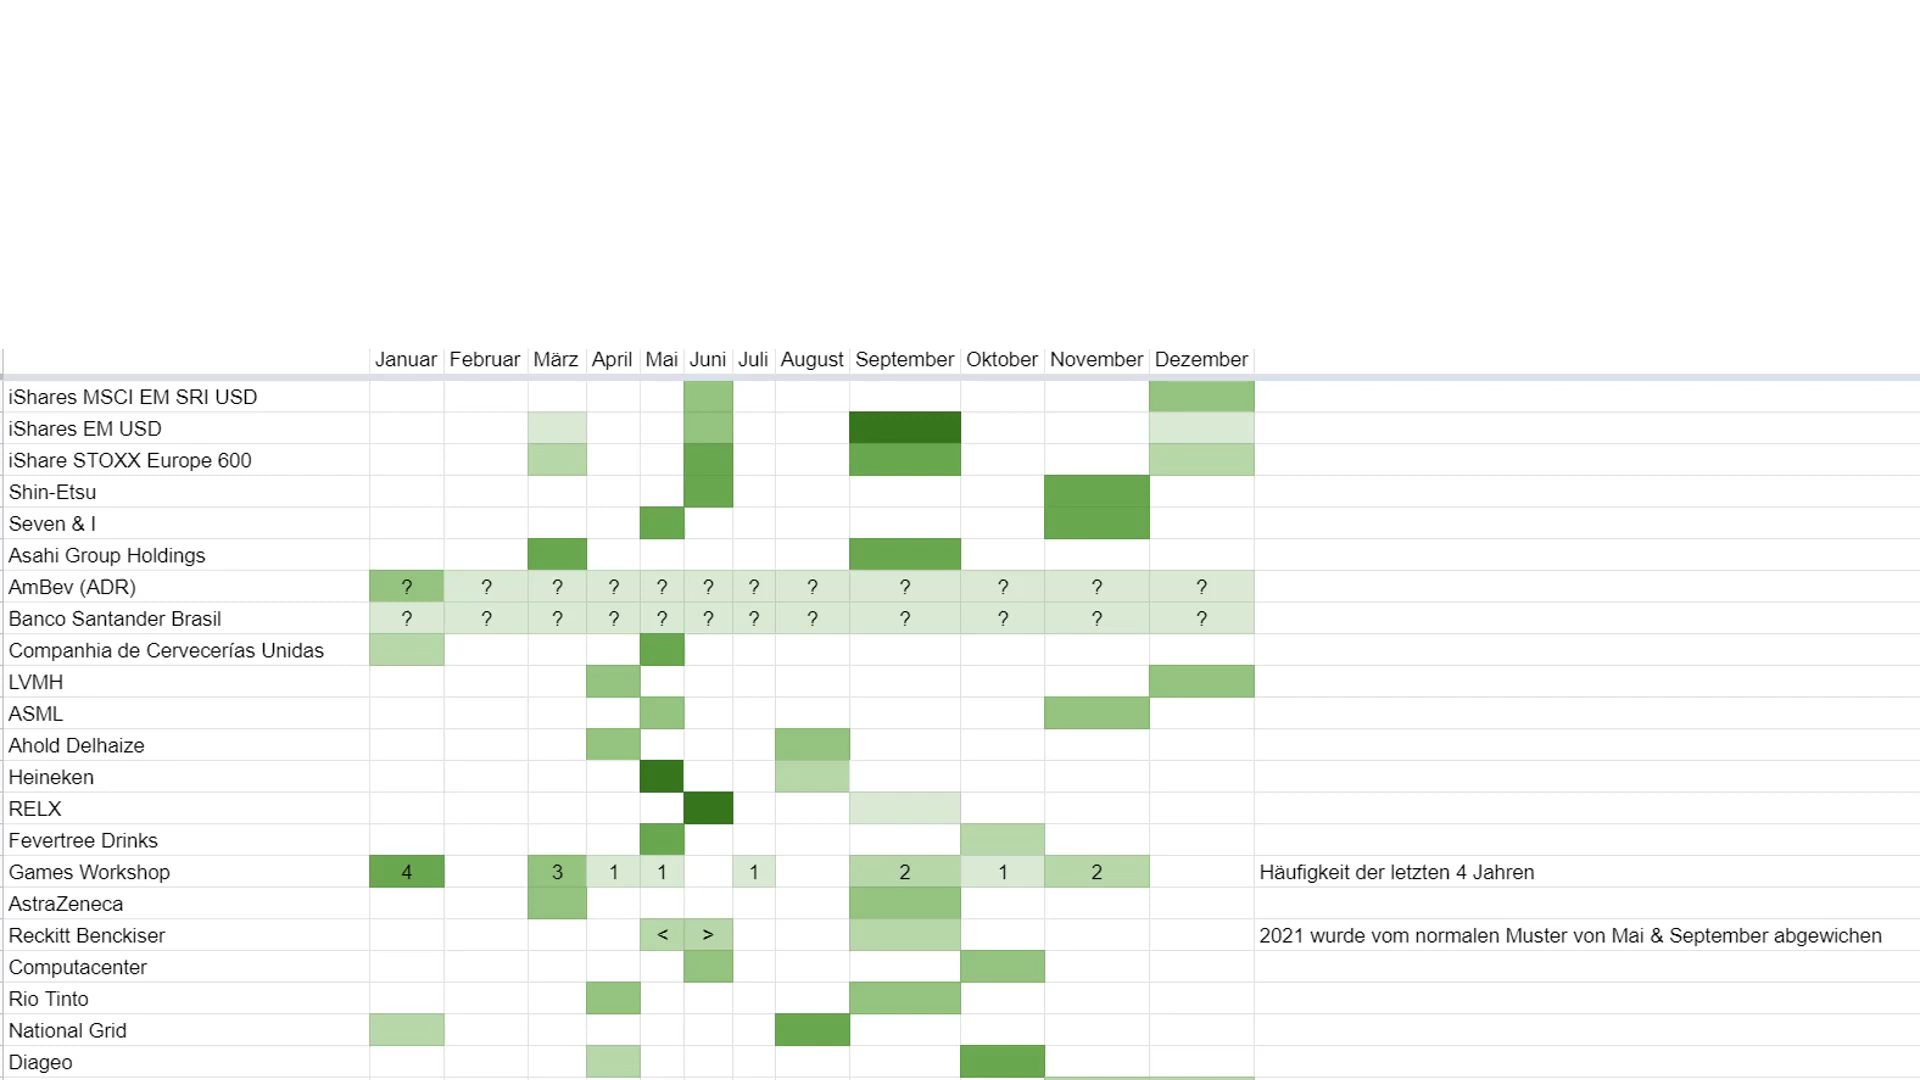 Januar Februar März April Mai Juni Juli August September Oktober November Dezember
iShares MSCI EM SRI USD
iShares EM USD
iShare STOXX Europe 600
Shin-Etsu
Seven & I
Asahi Group Holdings
AmBev (ADR) ? ? ? ? ? ? ? ? ? ? ? ?
Banco Santander Brasil ? ? ? ? ? ? ? ? ? ? ? ?
Companhia de Cervecerías Unidas
LVMH
ASML
Ahold Delhaize
Heineken
RELX
Fevertree Drinks
Games Workshop 4 3 1 1 1 2 1 2 Häufigkeit der letzten 4 Jahren
AstraZeneca
Reckitt Benckiser < > 2021 wurde vom normalen Muster von Mai & September abgewichen
Computacenter
Rio Tinto
National Grid
Diageo